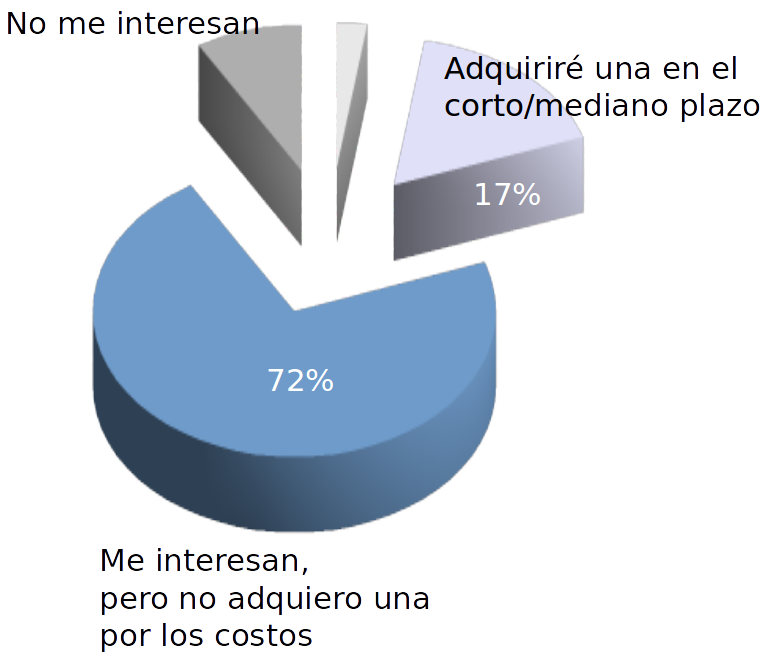 No me interesan
Adquiriré una en el
corto/mediano plazo
17%
72%
Me interesan,
pero no adquiero una
por los costos